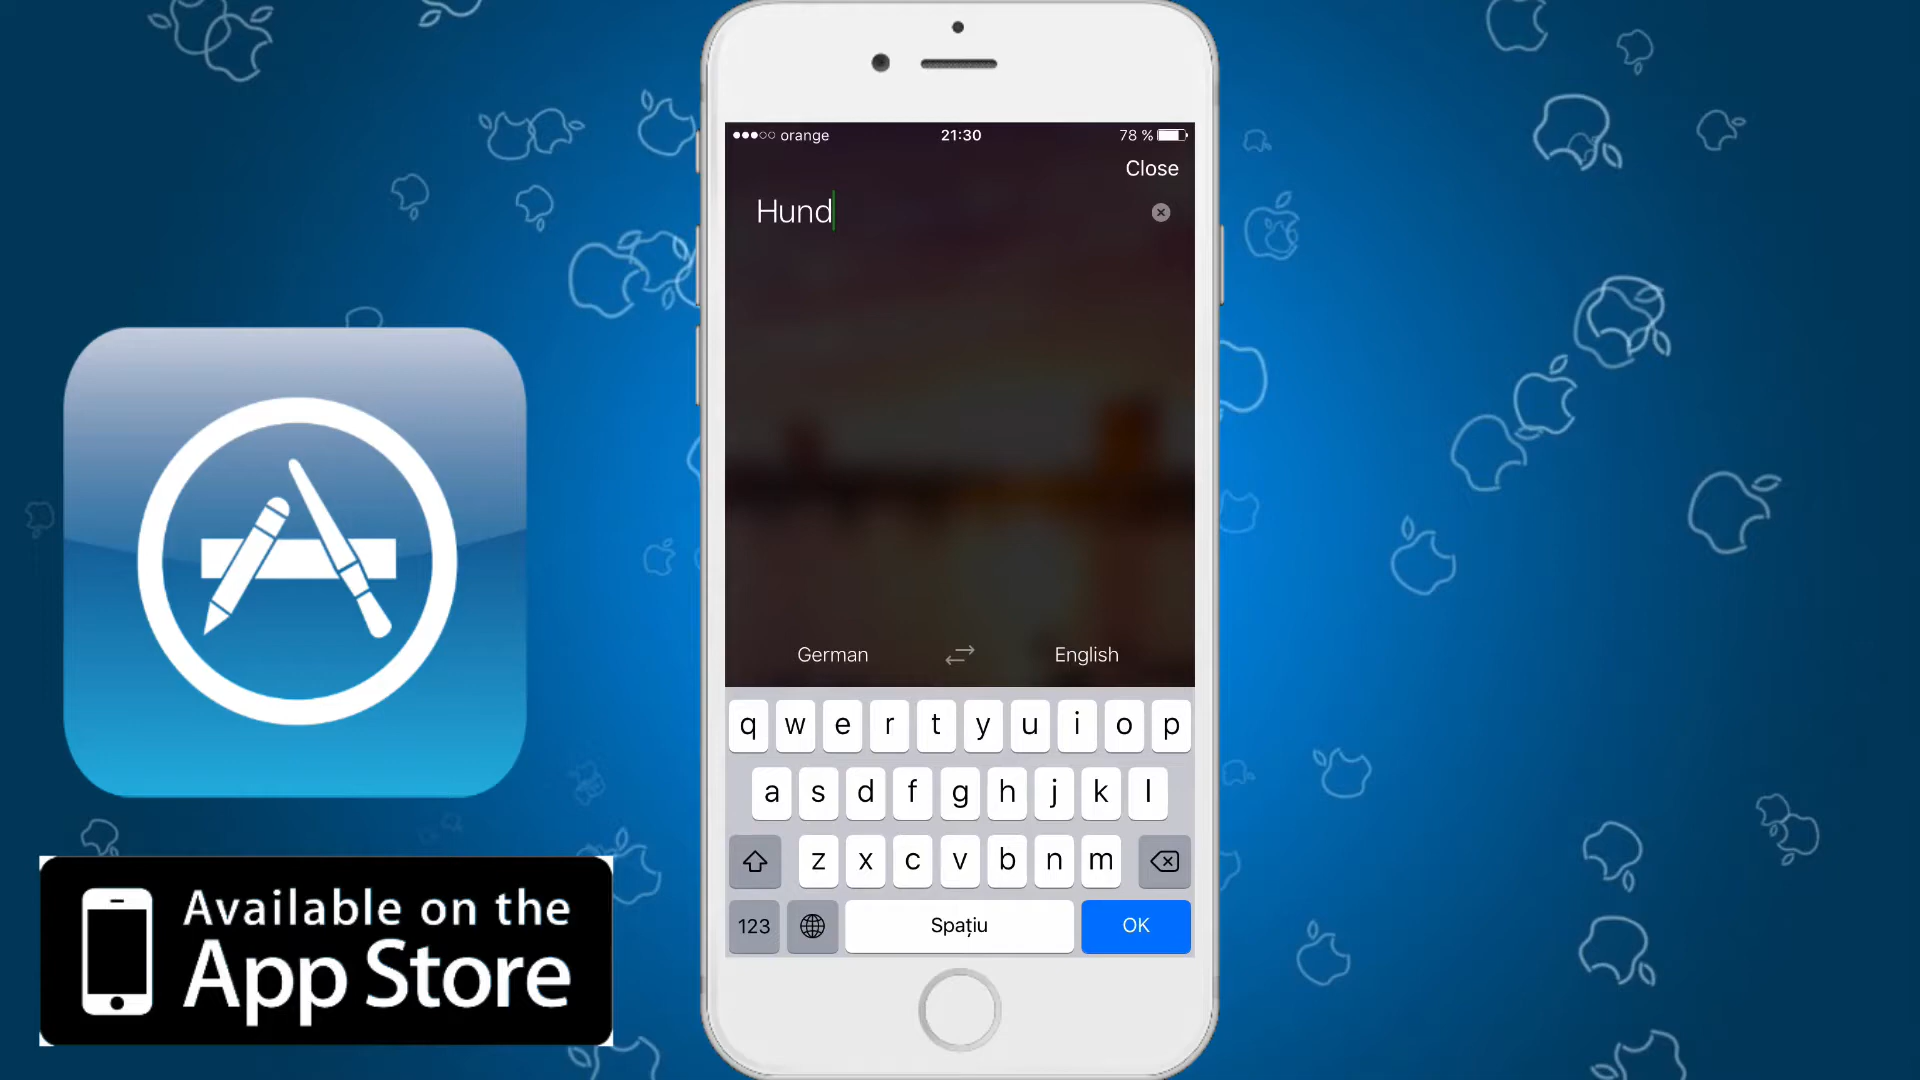 orange 21:30 78 %
Close
Hund
German English
q w e r t y u i o p
a s d f g h j k l
z x c v b n m
123 Spațiu OK
Available on the
App Store